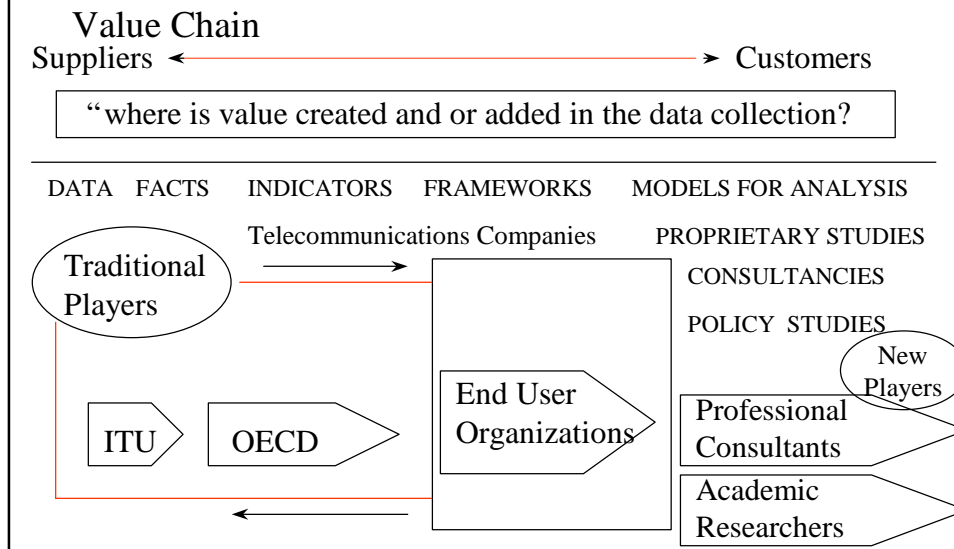 Value Chain
Suppliers
Customers
“where is value created and or added in the data collection?
DATA FACTS INDICATORS FRAMEWORKS MODELS FOR ANALYSIS
Telecommunications Companies
PROPRIETARY STUDIES
Traditional
Players
CONSULTANCIES
POLICY STUDIES
New
Players
ITU
OECD
End User
Organizations
Professional
Consultants
Academic
Researchers